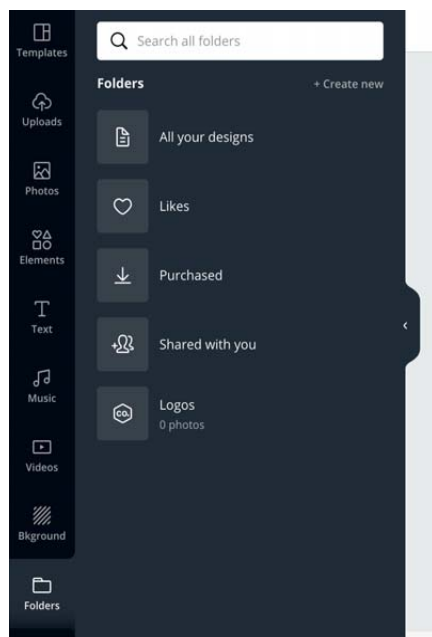 Templates
Uploads
Photos
Elements
Text
Music
Videos
Bkground
Folders
Search all folders
Folders
+ Create new
All your designs
Likes
Purchased
Shared with you
CO.
Logos
0 photos